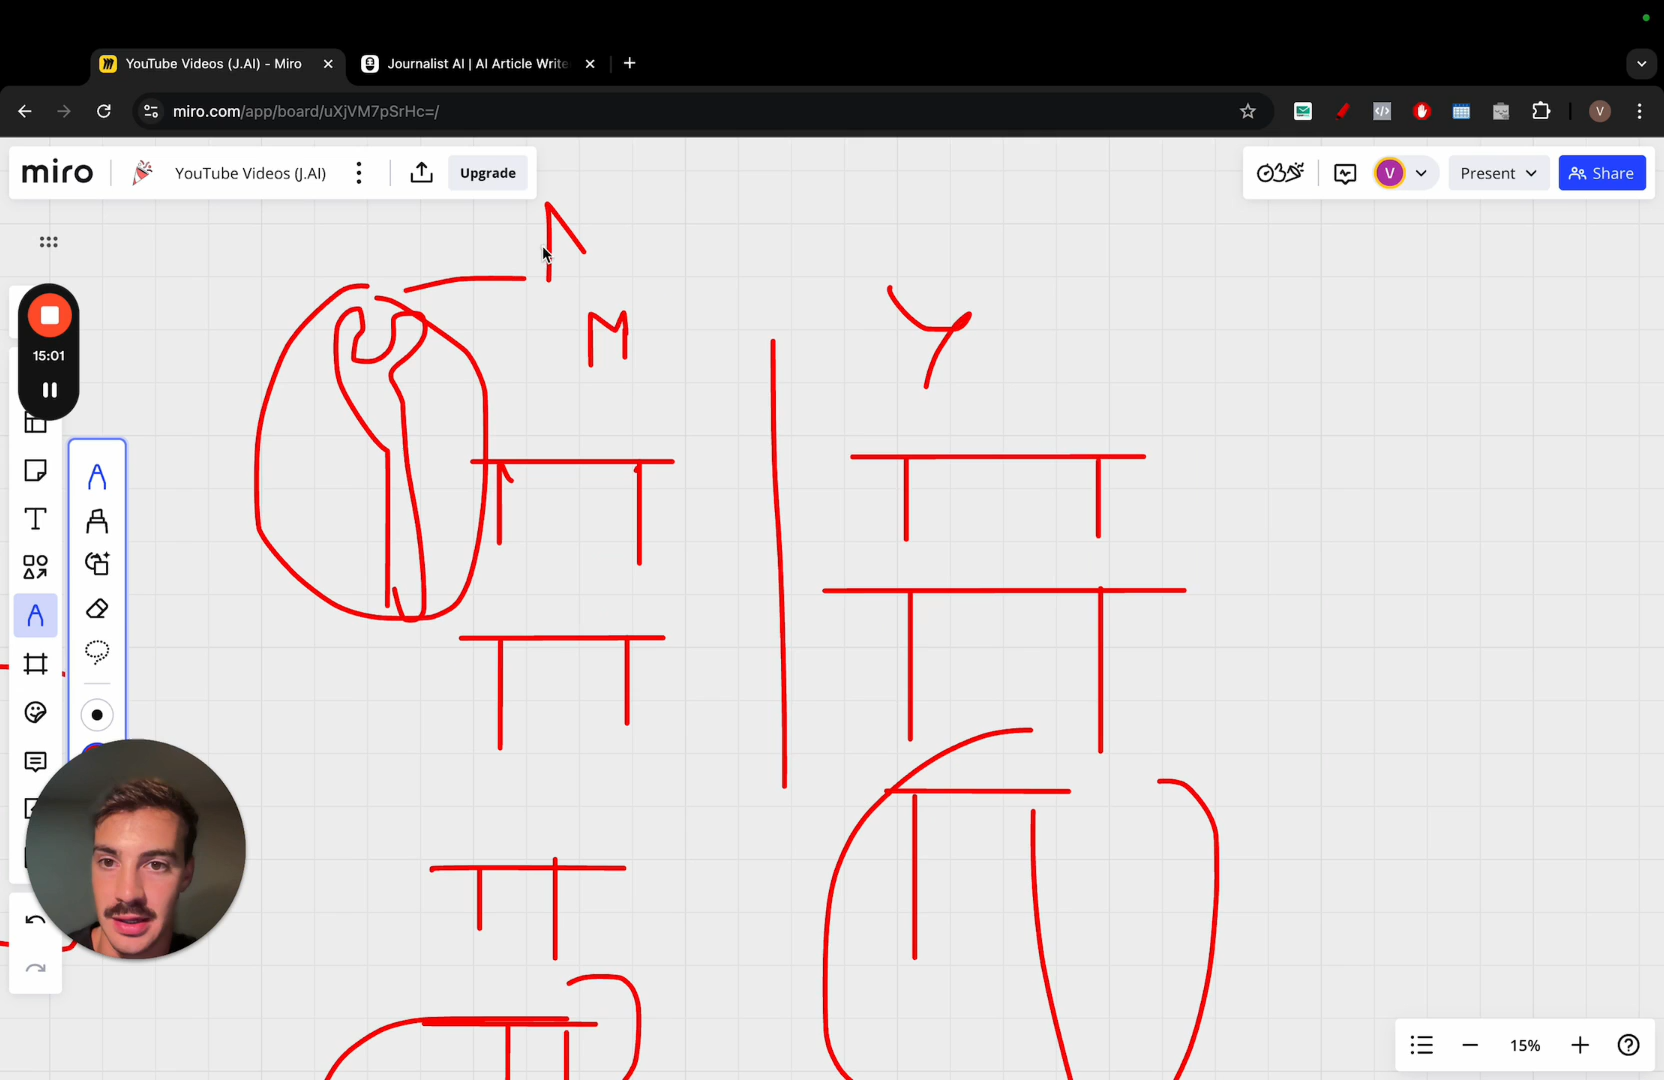 YouTube Videos (J.AI) - Miro
Journalist AI | AI Article Write
miro.com/app/board/uXjVM7pSrHc=/
V
miro
YouTube Videos (J.AI)
Upgrade
V
Present
Share
15:01
M
Y
15%